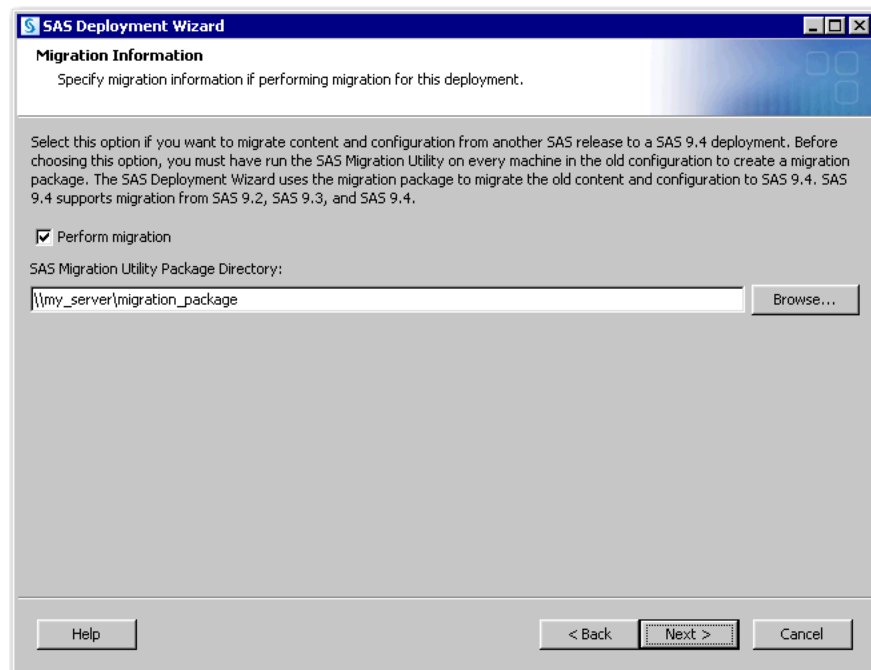 SAS Deployment Wizard
Migration Information
Specify migration information if performing migration for this deployment.
Select this option if you want to migrate content and configuration from another SAS release to a SAS 9.4 deployment. Before
choosing this option, you must have run the SAS Migration Utility on every machine in the old configuration to create a migration
package. The SAS Deployment Wizard uses the migration package to migrate the old content and configuration to SAS 9.4. SAS
9.4 supports migration from SAS 9.2, SAS 9.3, and SAS 9.4.
Perform migration
SAS Migration Utility Package Directory:
\\my_server\migration_package
Browse...
Help
< Back
Next >
Cancel